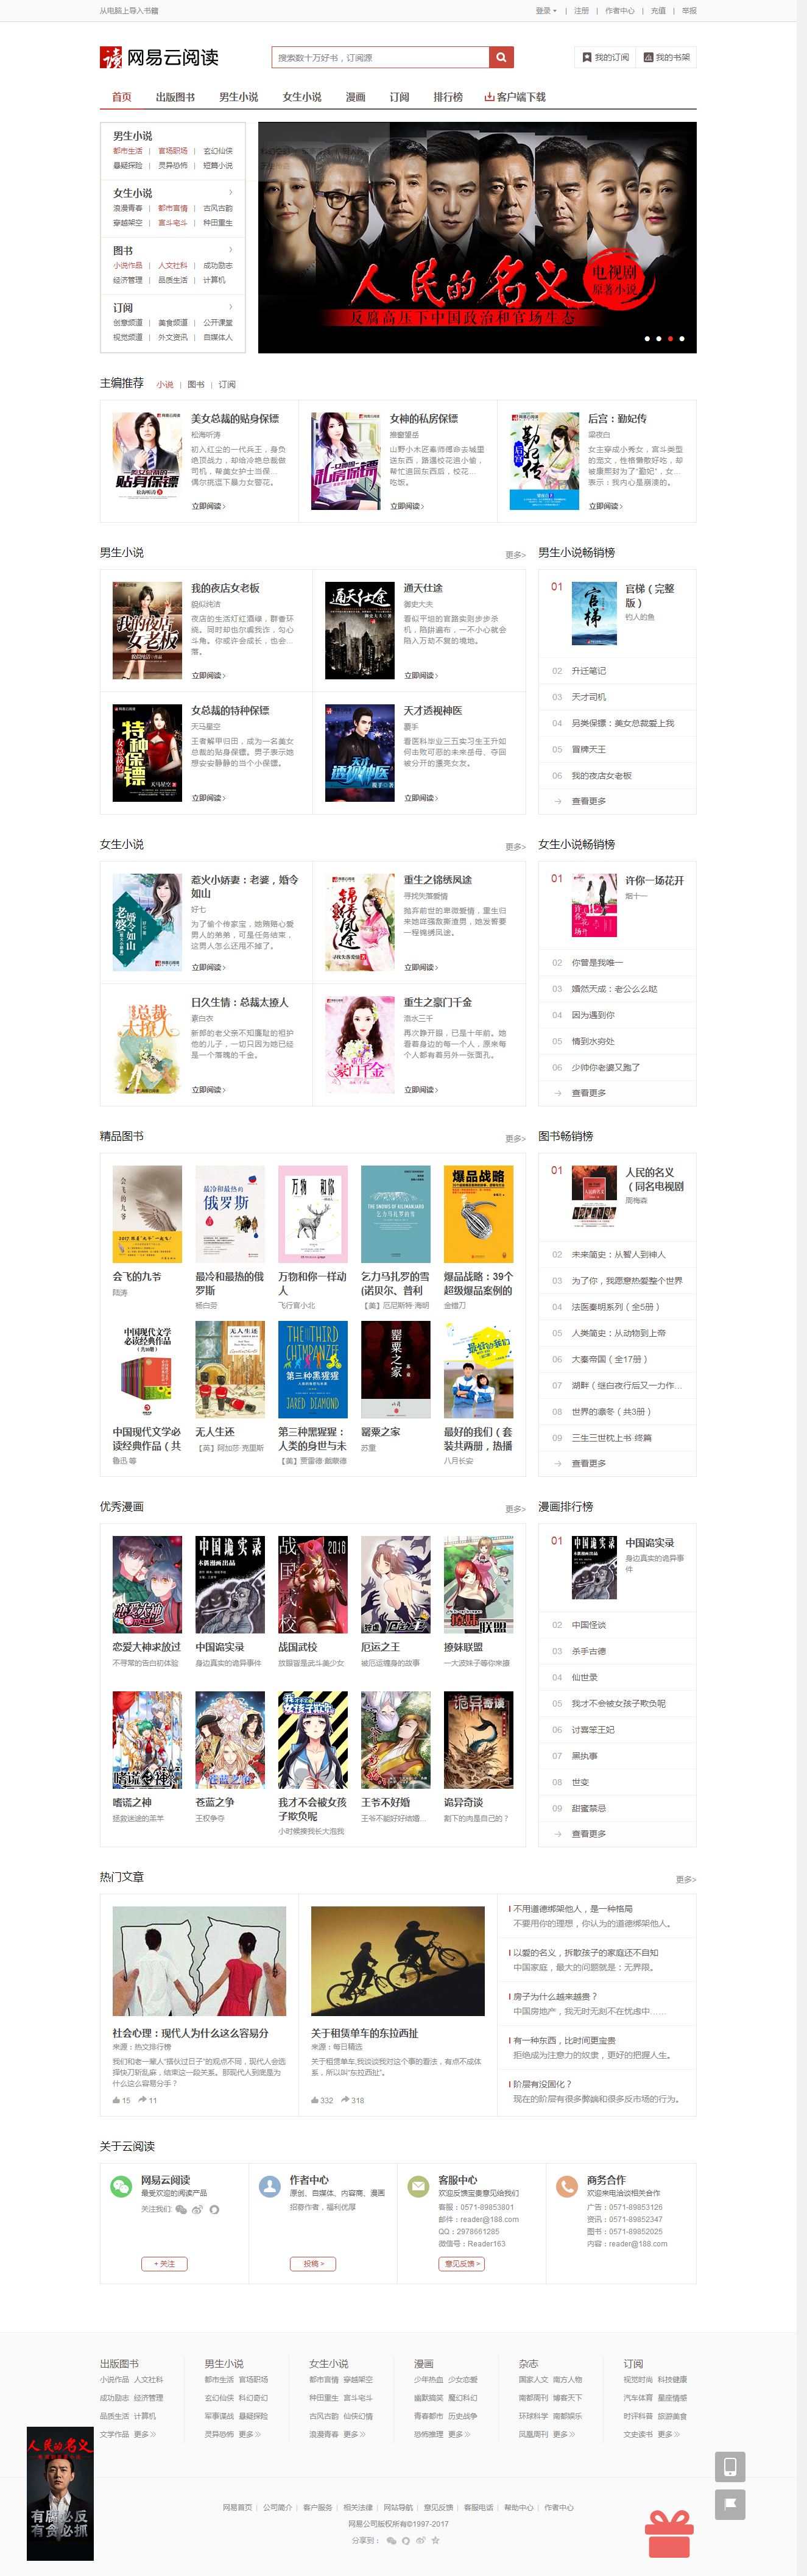 从电脑上导入书籍
登录 | 注册 | 作者中心 | 充值 | 举报
读 网易云阅读
搜索数十万好书，订阅源
我的订阅 我的书架
首页 出版图书 男生小说 女生小说 漫画 订阅 排行榜 客户端下载
男生小说
都市生活 | 官场职场 | 玄幻仙侠
悬疑探险 | 灵异恐怖 | 短篇小说
女生小说
浪漫青春 | 都市言情 | 古风古韵
穿越架空 | 宫斗宅斗 | 种田重生
图书
小说作品 | 人文社科 | 成功励志
经济管理 | 品质生活 | 计算机
订阅
创意频道 | 美食频道 | 公开课堂
视觉频道 | 外文资讯 | 自媒体人
人民的名义
电视剧
原著小说
反腐高压下中国政治和官场生态
主编推荐 小说 | 图书 | 订阅
美女总裁的贴身保镖
松海听涛
初入红尘的一代兵王，身负
绝顶战力，却给冷艳总裁做
司机，帮美女护士当保...
偶尔挑逗下暴力女警花。
立即阅读 >
女神的私房保镖
推窗望岳
山野小木匠奉师傅命去城里
送东西，路遇校花巡小偷，
帮忙追回东西后，校花...
吃饭。
立即阅读 >
后宫：勤妃传
梁夜白
女主穿成小秀女，宫斗类型
的宠文，性格慵散好吃，却
被康熙封为了“勤妃”，女...
表示：我内心是崩溃的。
立即阅读 >
男生小说 更多>
我的夜店女老板
貌似纯洁
夜店的生活灯红酒绿，群兽环
绕。同时却也尔虞我诈，勾心
斗角。你或许会成长，也会...
落。
立即阅读 >
通天仕途
御史大夫
看似平坦的官路实则步步杀
机，陷阱遍布，一不小心就会
陷入万劫不复的境地。
立即阅读 >
女总裁的特种保镖
天马星空
王者解甲归田，成为一名美女
总裁的贴身保镖。男子表示她
想安安静静的当个小保镖。
立即阅读 >
天才透视神医
覆手
看医科毕业三五实习生王升如
何击败可恶的未来岳母、夺回
被分开的漂亮女友。
立即阅读 >
男生小说畅销榜
01 官梯（完整
版）
钓人的鱼
02 升迁笔记
03 天才司机
04 另类保镖：美女总裁爱上我
05 冒牌天王
06 我的夜店女老板
查看更多
女生小说 更多>
惹火小娇妻：老婆，婚令
如山
好七
为了偷个传家宝，她贿赂心爱
男人的弟弟，可是任务结束，
这男人怎么还甩不掉了。
立即阅读 >
重生之锦绣凤途
寻找失落爱情
抛弃前世的卑微爱情，重生归
来她阵强敌撕渣男，她发誓要
一程锦绣凤途。
立即阅读 >
日久生情：总裁太撩人
素白衣
新郎的老父亲不知廉耻的袒护
他的儿子，一切只因为她已经
是一个落魄的千金。
立即阅读 >
重生之豪门千金
浩水三千
再次睁开眼，已是十年前。她
看着身边的每一个人，原来每
个人都有着另外一张面孔。
立即阅读 >
女生小说畅销榜
01 许你一场花开
烟十一
02 你曾是我唯一
03 婚然天成：老公么么哒
04 因为遇到你
05 情到水穷处
06 少帅你老婆又跑了
查看更多
精品图书 更多>
会飞的九爷
陆涛
最冷和最热的俄
罗斯
杨白劳
万物和你一样动
人
飞行官小北
乞力马扎罗的雪
(诺贝尔、普利
【美】厄尼斯特·海明
爆品战略：39个
超级爆品案例的
金错刀
中国现代文学必
读经典作品（共
鲁迅 等
无人生还
【英】阿加莎·克里斯
第三种黑猩猩：
人类的身世与未
【美】贾雷德·戴蒙德
罂粟之家
苏童
最好的我们（套
装共两册，热播
八月长安
图书畅销榜
01 人民的名义
（同名电视剧
周梅森
02 未来简史：从智人到神人
03 为了你，我愿意热爱整个世界
04 法医秦明系列（全5册）
05 人类简史：从动物到上帝
06 大秦帝国（全17册）
07 湖畔（继白夜行后又一力作...
08 世界的凛冬（共3册）
09 三生三世枕上书·终篇
查看更多
优秀漫画 更多>
恋爱大神求放过
不寻常的告白初体验
中国诡实录
身边真实的诡异事件
战国武校
放眼皆是武斗美少女
厄运之王
被厄运缠身的故事
撩妹联盟
一大波妹子等你来撩
嗜谎之神
拯救迷途的羔羊
苍蓝之争
王权争夺
我才不会被女孩
子欺负呢
小时候揍我长大泡我
王爷不好婚
王爷不能好好结婚...
诡异奇谈
割下的肉是自己的？
漫画排行榜
01 中国诡实录
身边真实的诡异事
件
02 中国怪谈
03 杀手古德
04 仙世录
05 我才不会被女孩子欺负呢
06 讨喜笨王妃
07 黑执事
08 世变
09 甜蜜禁忌
查看更多
热门文章 更多>
社会心理：现代人为什么这么容易分
来源：热文排行榜
我们和老一辈人“搭伙过日子”的观点不同，现代人会选
择快刀斩乱麻，结束这一段关系。那现代人到底是为
什么这么容易分手？
15 11
关于租赁单车的东拉西扯
来源：每日精选
关于租赁单车,我谈谈我对这个事的看法，有点不成体
系，所以叫“东拉西扯”。
332 318
不用道德绑架他人，是一种格局
不要用你的理想，你认为的道德绑架他人。
以爱的名义，拆散孩子的家庭还不自知
中国家庭，最大的问题就是：无界限。
房子为什么越来越贵？
中国房地产，我无时无刻不在忧虑中……
有一种东西，比时间更宝贵
拒绝成为注意力的奴隶，更好的把握人生。
阶层有没固化？
现在的阶层有很多弊端和很多反市场的行为。
关于云阅读
网易云阅读
最受欢迎的阅读产品
关注我们:
+ 关注
作者中心
原创、自媒体、内容商、漫画
招募作者，福利优厚
投稿 >
客服中心
欢迎反馈宝贵意见给我们
客服：0571-89853801
邮件：reader@188.com
QQ：2978661285
微信号：Reader163
意见反馈 >
商务合作
欢迎来电洽谈相关合作
广告：0571-89853126
资讯：0571-89852347
图书：0571-89852025
内容：reader@188.com
出版图书 男生小说 女生小说 漫画 杂志 订阅
小说作品 人文社科 都市生活 官场职场 都市言情 穿越架空 少年热血 少女恋爱 国家人文 南方人物 视觉时尚 科技健康
成功励志 经济管理 玄幻仙侠 科幻奇幻 种田重生 宫斗宅斗 幽默搞笑 魔幻科幻 南都周刊 博客天下 汽车体育 星座情感
品质生活 计算机 军事谋战 悬疑探险 古风古韵 仙侠幻情 青春都市 历史战争 环球科学 南都娱乐 时评科普 旅游美食
文学作品 更多 灵异恐怖 更多 浪漫青春 更多 恐怖推理 更多 凤凰周刊 更多 文史读书 更多
人民的名义
有腐必反
有贪必抓
网易首页 | 公司简介 | 客户服务 | 相关法律 | 网站导航 | 意见反馈 | 客服电话 | 帮助中心 | 作者中心
网易公司版权所有©1997-2017
分享到：